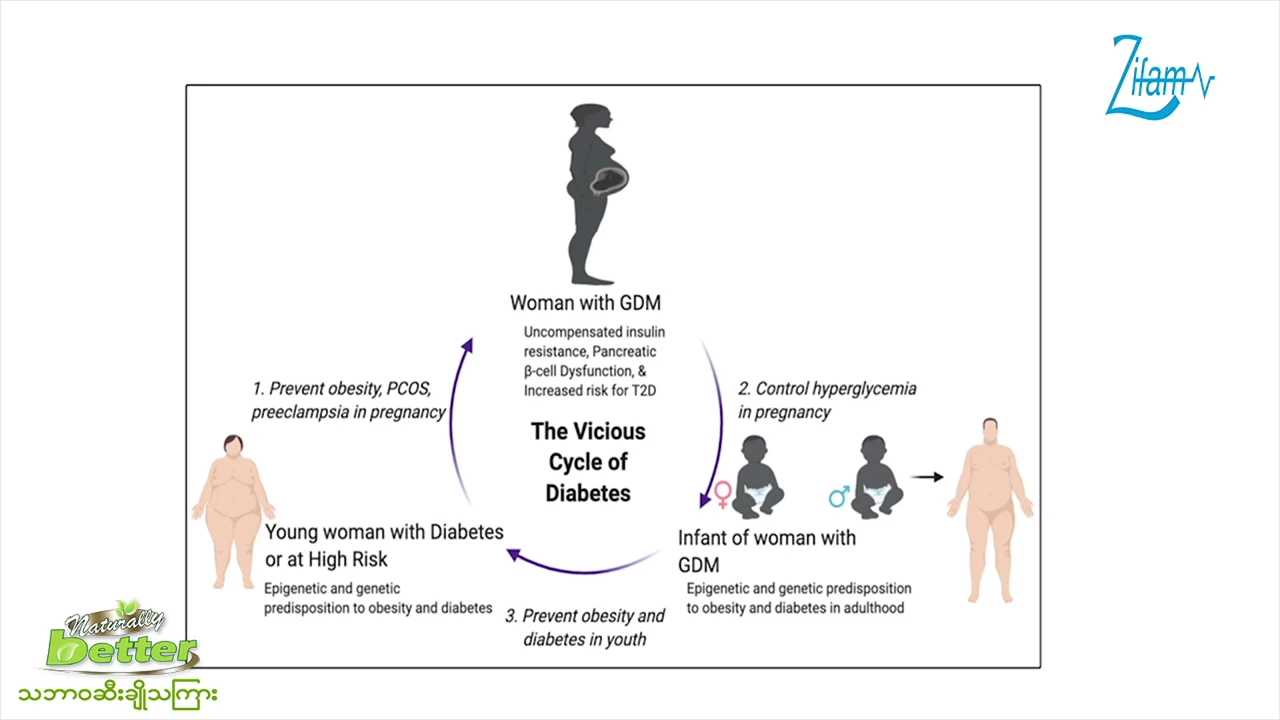 Zifam
Woman with GDM
Uncompensated insulin
resistance, Pancreatic
β-cell Dysfunction, &
Increased risk for T2D
1. Prevent obesity, PCOS,
preeclampsia in pregnancy
2. Control hyperglycemia
in pregnancy
The Vicious
Cycle of
Diabetes
Young woman with Diabetes
or at High Risk
Epigenetic and genetic
predisposition to obesity and diabetes
Infant of woman with
GDM
Epigenetic and genetic predisposition
to obesity and diabetes in adulthood
3. Prevent obesity and
diabetes in youth
Naturally
better
သဘာဝဆီးချိုသကြား